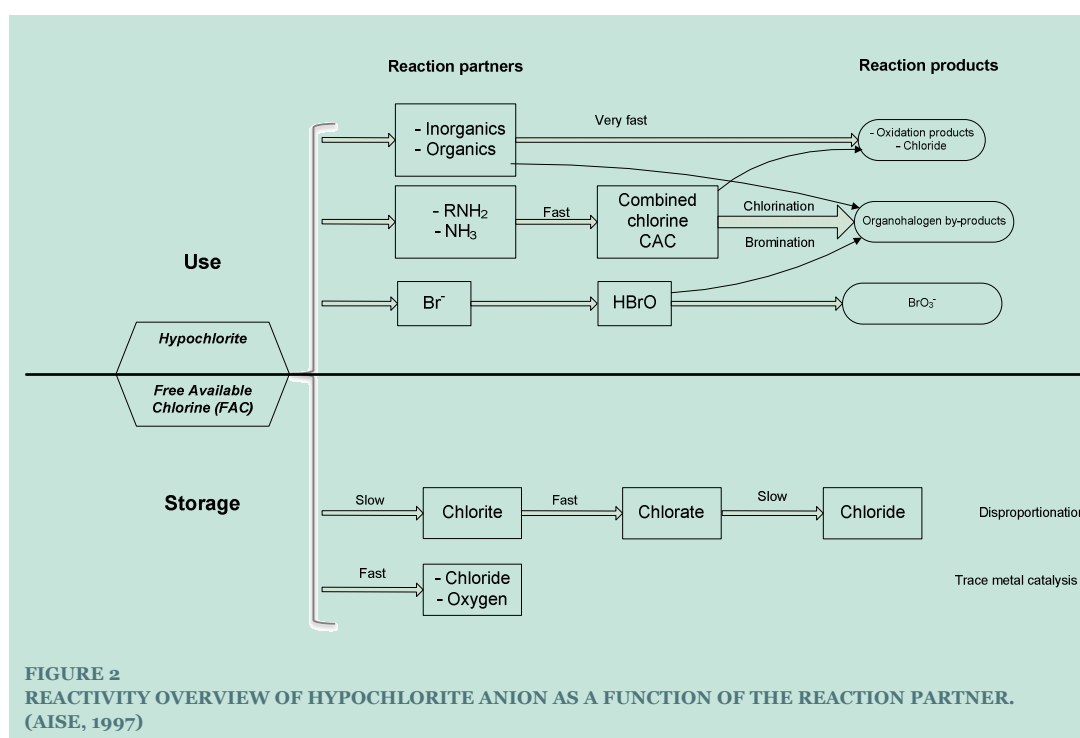 Reaction partners
Reaction products
- Inorganics
- Organics
Very fast
- Oxidation products
- Chloride
- RNH₂
- NH₃
Fast
Combined
chlorine
CAC
Chlorination
Bromination
Organohalogen by-products
Use
Br⁻
HBrO
BrO₃⁻
Hypochlorite
Free Available
Chlorine (FAC)
Storage
Slow
Chlorite
Fast
Chlorate
Slow
Chloride
Disproportionation
Fast
- Chloride
- Oxygen
Trace metal catalysis
FIGURE 2
REACTIVITY OVERVIEW OF HYPOCHLORITE ANION AS A FUNCTION OF THE REACTION PARTNER.
(AISE, 1997)